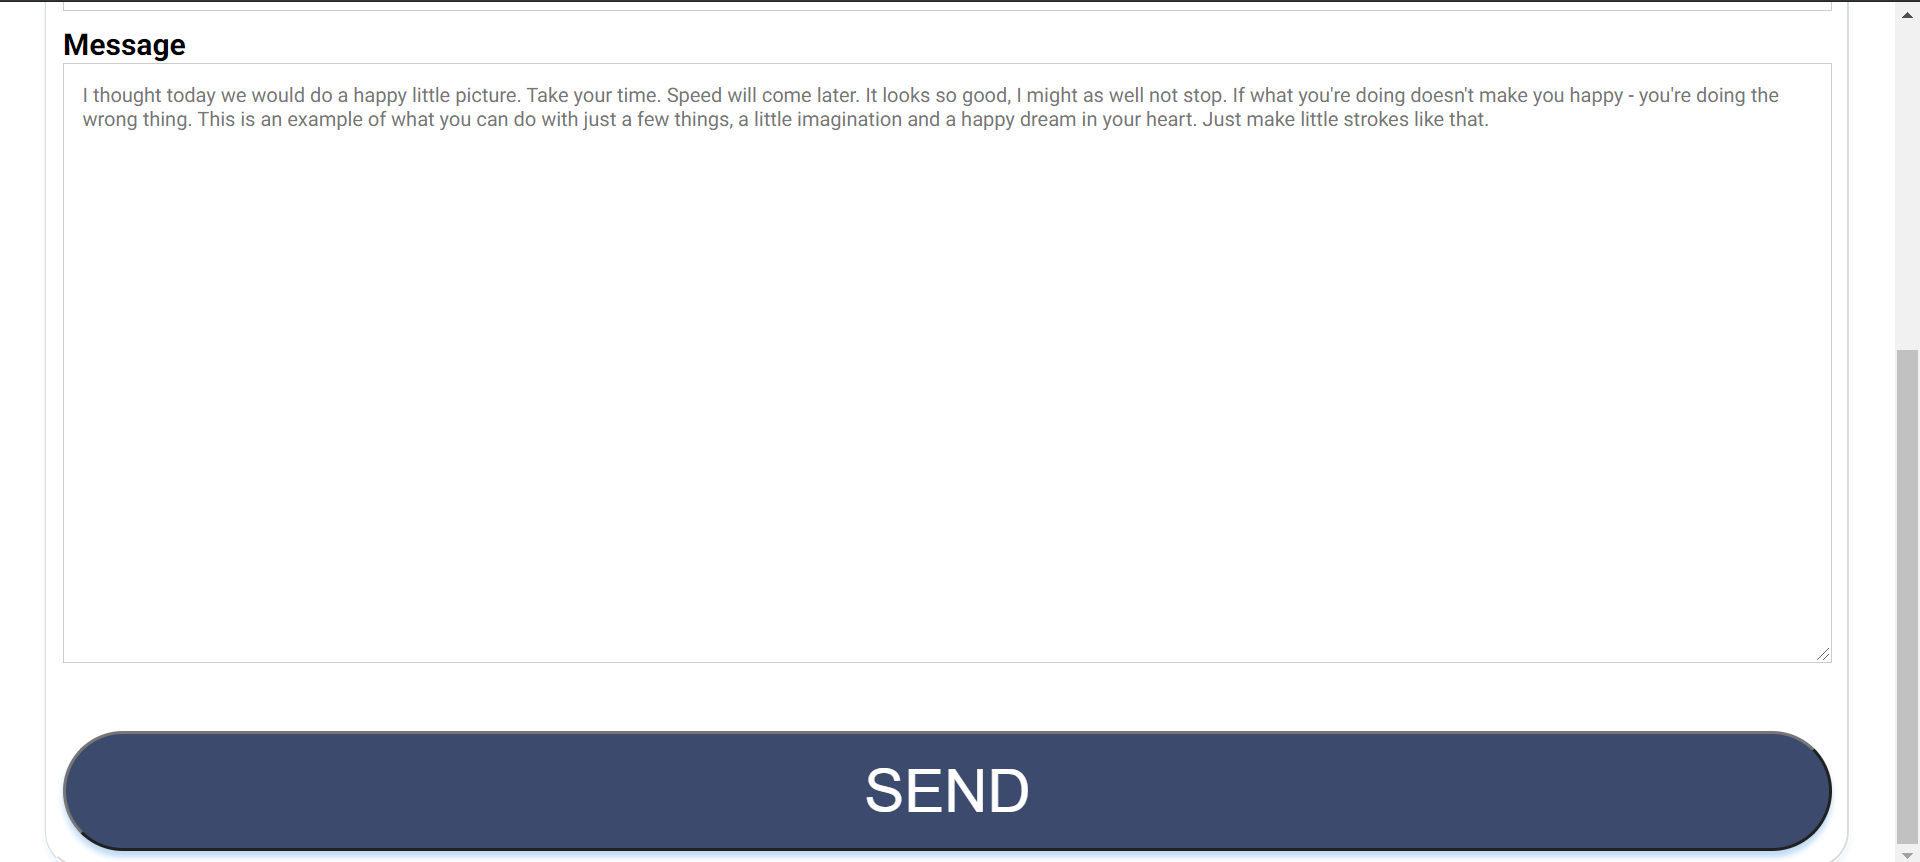 Message
I thought today we would do a happy little picture. Take your time. Speed will come later. It looks so good, I might as well not stop. If what you're doing doesn't make you happy - you're doing the
wrong thing. This is an example of what you can do with just a few things, a little imagination and a happy dream in your heart. Just make little strokes like that.
SEND